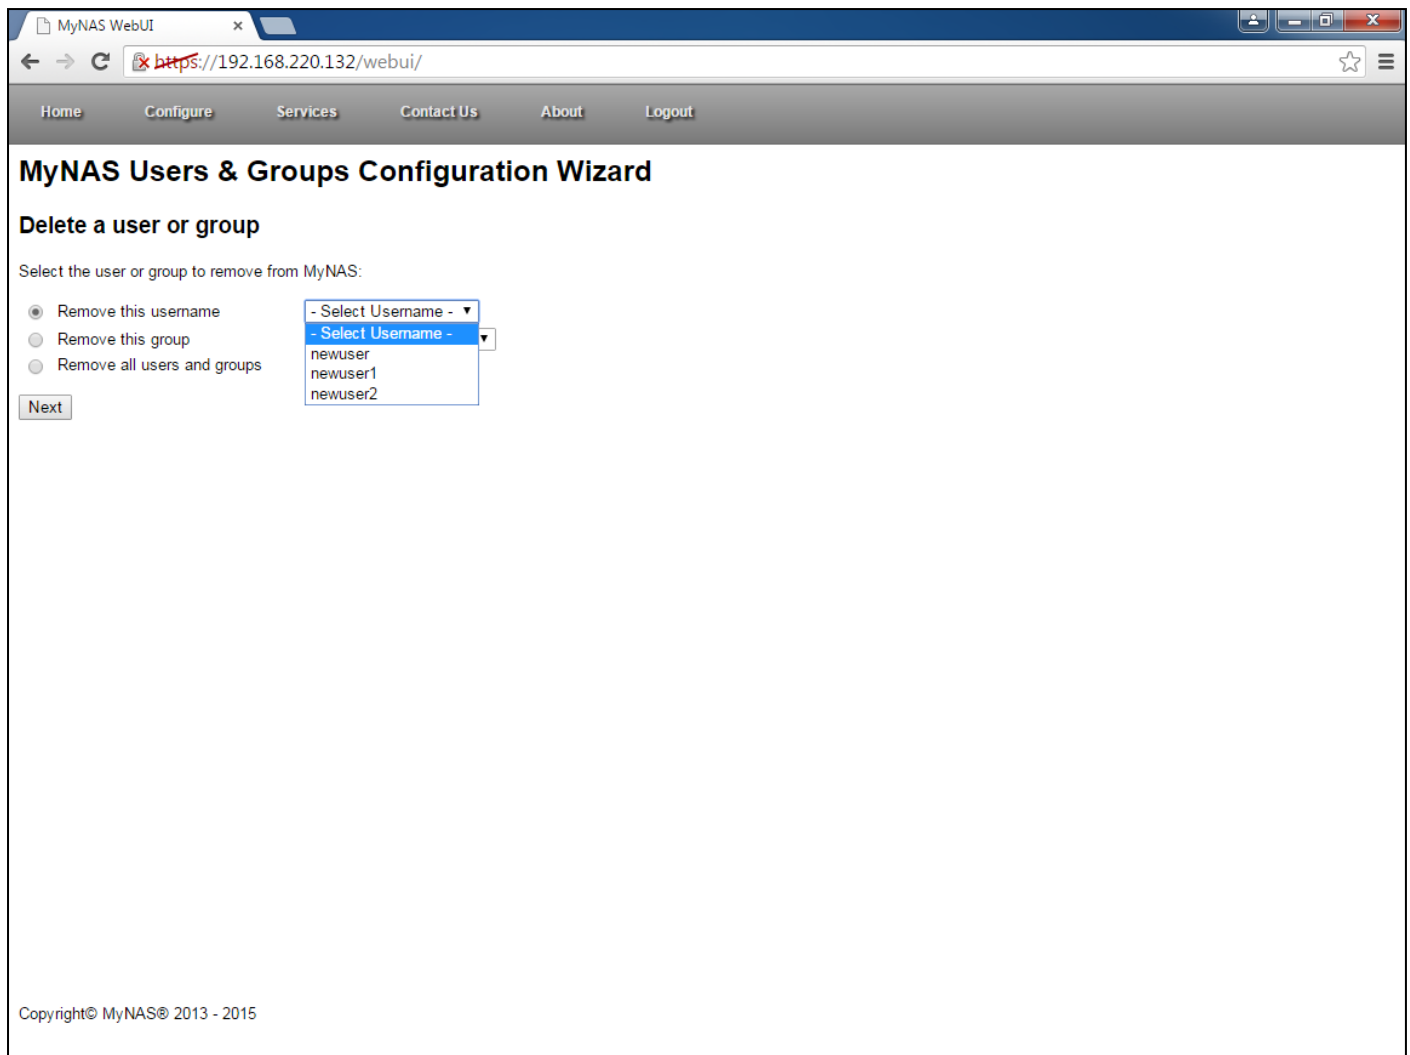 MyNAS WebUI
https://192.168.220.132/webui/
Home Configure Services Contact Us About Logout
MyNAS Users & Groups Configuration Wizard
Delete a user or group
Select the user or group to remove from MyNAS:
Remove this username - Select Username -
- Select Username -
Remove this group
newuser
newuser1
Remove all users and groups
newuser2
Next
Copyright© MyNAS® 2013 - 2015